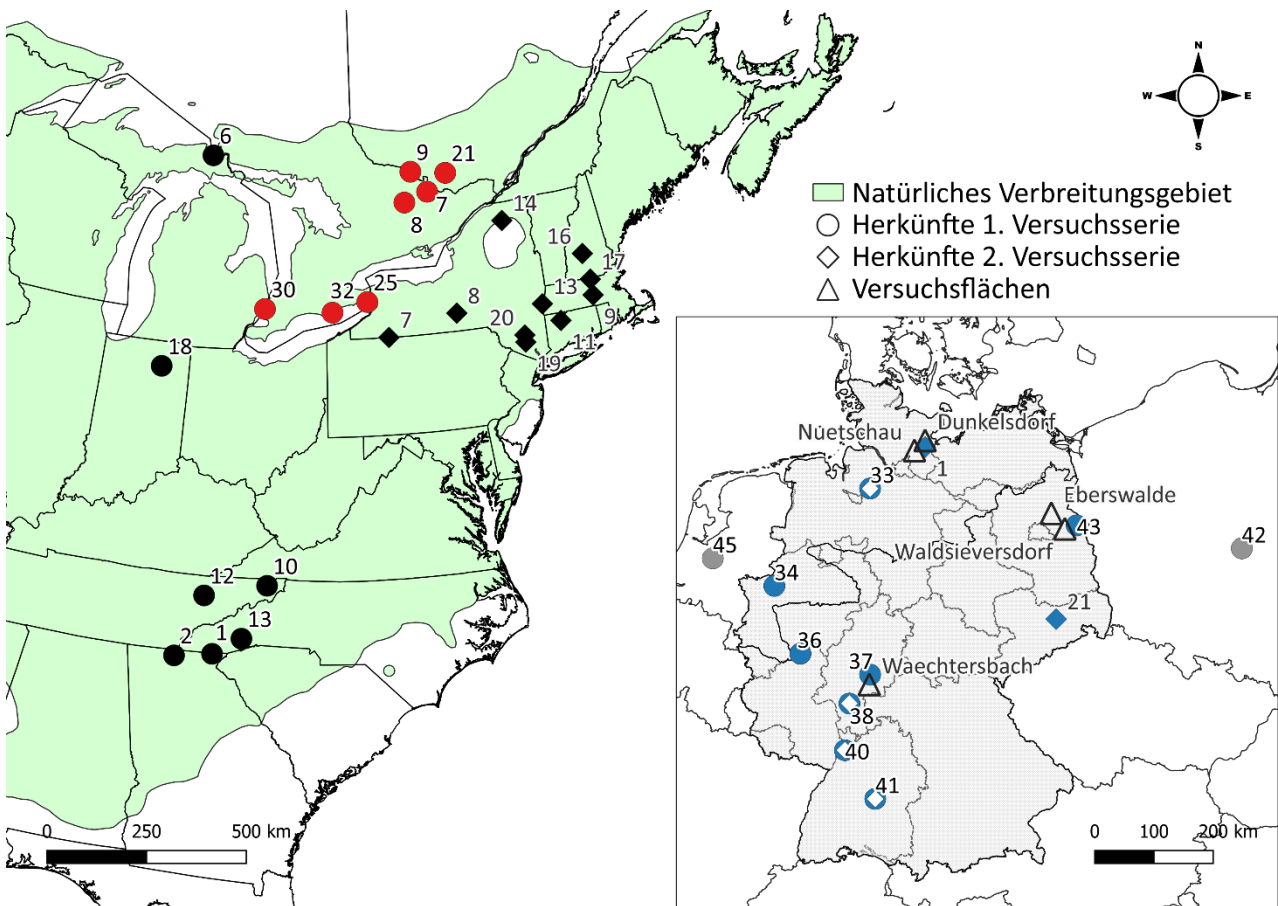 N
W E
S
6
9 21
7
8
14
16
17
30
32
25
13
8
7
20
9
11
19
18
12
10
13
2
1
Natürliches Verbreitungsgebiet
Herkünfte 1. Versuchsserie
Herkünfte 2. Versuchsserie
Versuchsflächen
Nuetschau
Dunkelsdorf
1
33
Eberswalde
43
42
45
Waldsieversdorf
34
21
36
37
Waechtersbach
38
40
41
0 250 500 km
0 100 200 km